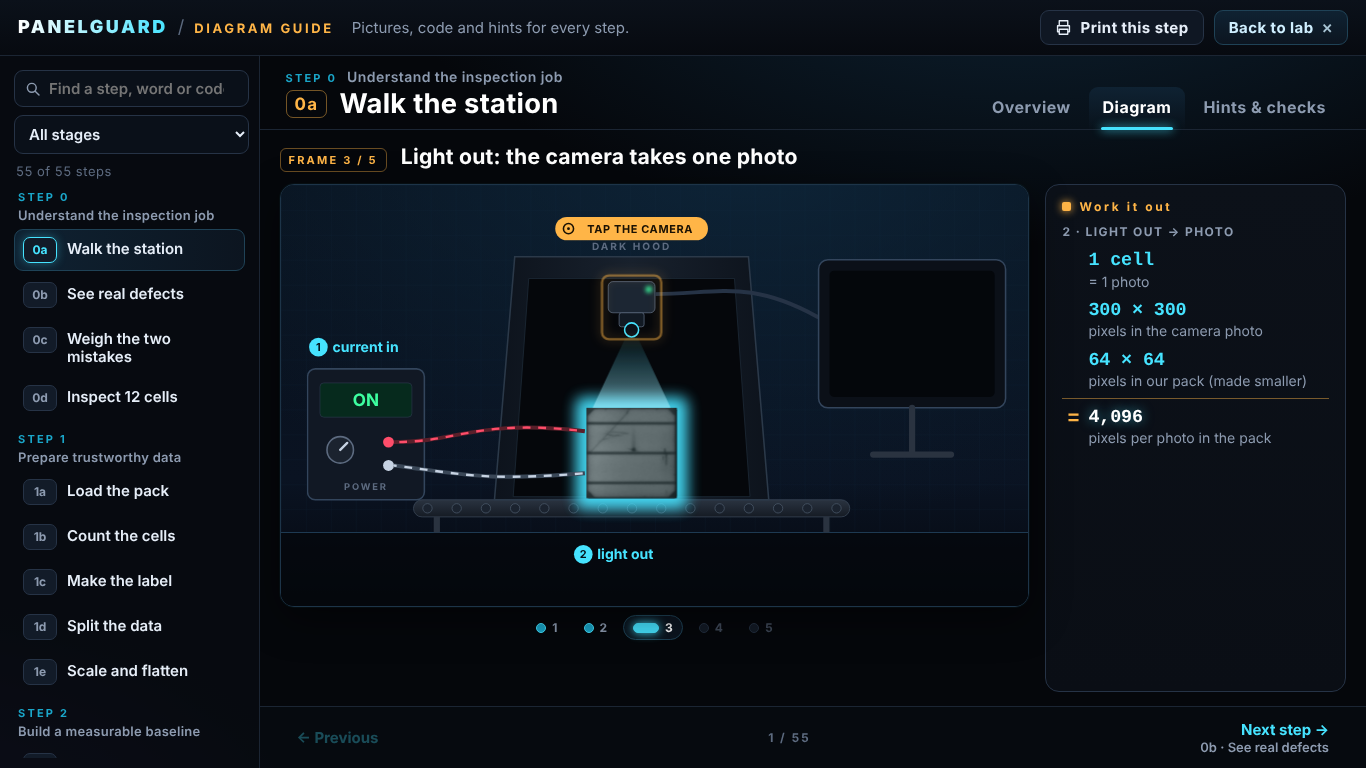 PANELGUARD / DIAGRAM GUIDE Pictures, code and hints for every step.
Print this step
Back to lab ×
Find a step, word or cod
All stages
55 of 55 steps
STEP 0
Understand the inspection job
0a Walk the station
0b See real defects
0c Weigh the two
mistakes
0d Inspect 12 cells
STEP 1
Prepare trustworthy data
1a Load the pack
1b Count the cells
1c Make the label
1d Split the data
1e Scale and flatten
STEP 2
Build a measurable baseline
STEP 0 Understand the inspection job
0a Walk the station
Overview
Diagram
Hints & checks
FRAME 3 / 5 Light out: the camera takes one photo
TAP THE CAMERA
DARK HOOD
1 current in
ON
POWER
2 light out
1 2 3 4 5
Work it out
2 · LIGHT OUT → PHOTO
1 cell
= 1 photo
300 × 300
pixels in the camera photo
64 × 64
pixels in our pack (made smaller)
= 4,096
pixels per photo in the pack
← Previous
1 / 55
Next step →
0b · See real defects